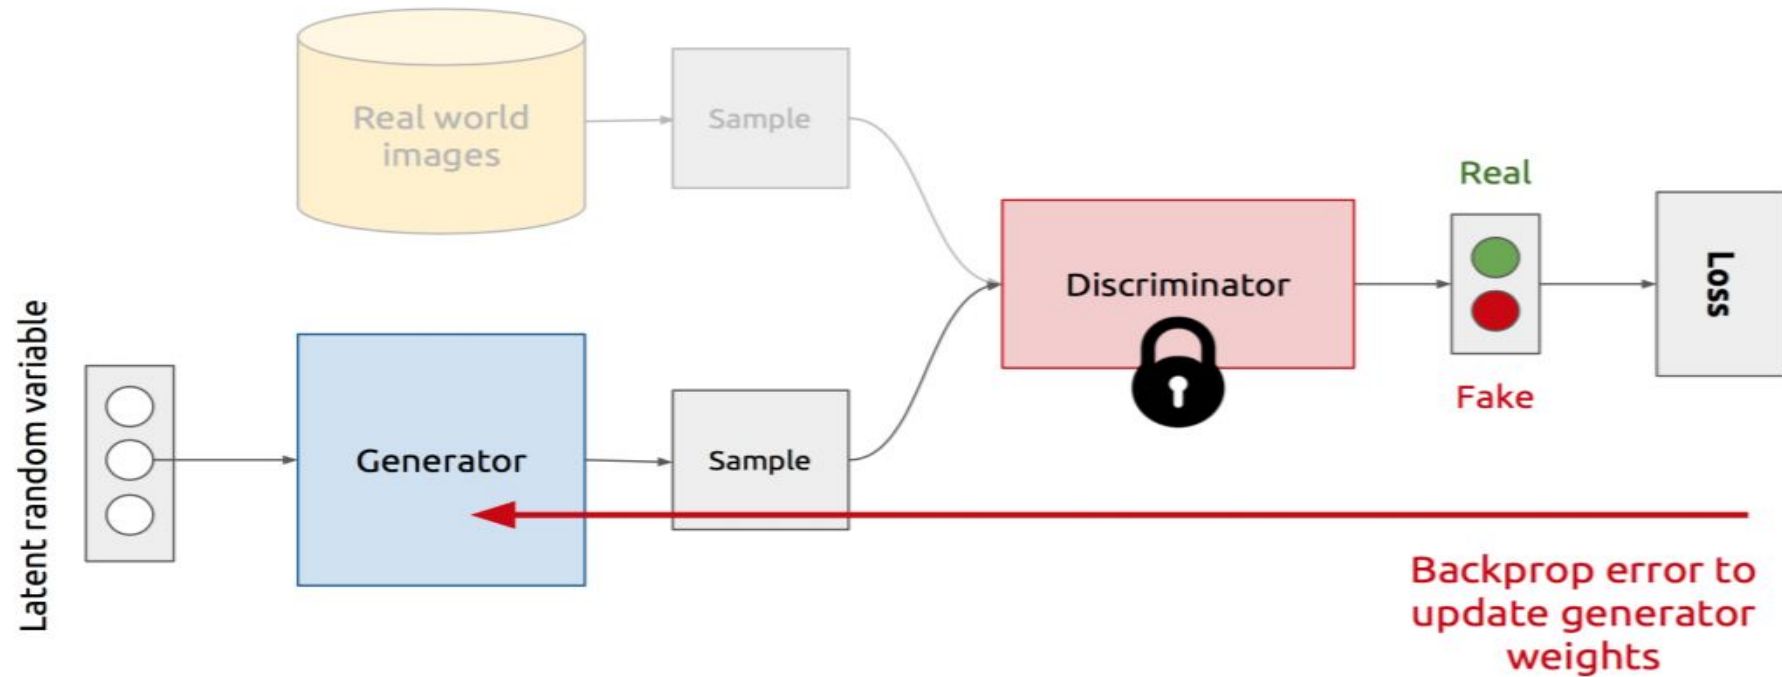 Real world
images
Sample
Real
Discriminator
Loss
Fake
Latent random variable
Generator
Sample
Backprop error to
update generator
weights